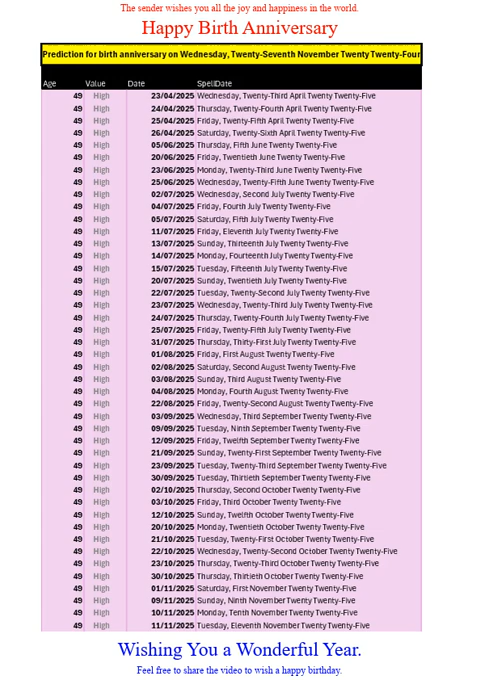 The sender wishes you all the joy and happiness in the world.
Happy Birth Anniversary
Prediction for birth anniversary on Wednesday, Twenty-Seventh November Twenty Twenty-Four
Age Value Date SpellDate
49 High 23/04/2025 Wednesday, Twenty-Third April Twenty Twenty-Five
49 High 24/04/2025 Thursday, Twenty-Fourth April Twenty Twenty-Five
49 High 25/04/2025 Friday, Twenty-Fifth April Twenty Twenty-Five
49 High 26/04/2025 Saturday, Twenty-Sixth April Twenty Twenty-Five
49 High 05/06/2025 Thursday, Fifth June Twenty Twenty-Five
49 High 20/06/2025 Friday, Twentieth June Twenty Twenty-Five
49 High 23/06/2025 Monday, Twenty-Third June Twenty Twenty-Five
49 High 25/06/2025 Wednesday, Twenty-Fifth June Twenty Twenty-Five
49 High 02/07/2025 Wednesday, Second July Twenty Twenty-Five
49 High 04/07/2025 Friday, Fourth July Twenty Twenty-Five
49 High 05/07/2025 Saturday, Fifth July Twenty Twenty-Five
49 High 11/07/2025 Friday, Eleventh July Twenty Twenty-Five
49 High 13/07/2025 Sunday, Thirteenth July Twenty Twenty-Five
49 High 14/07/2025 Monday, Fourteenth July Twenty Twenty-Five
49 High 15/07/2025 Tuesday, Fifteenth July Twenty Twenty-Five
49 High 20/07/2025 Sunday, Twentieth July Twenty Twenty-Five
49 High 22/07/2025 Tuesday, Twenty-Second July Twenty Twenty-Five
49 High 23/07/2025 Wednesday, Twenty-Third July Twenty Twenty-Five
49 High 24/07/2025 Thursday, Twenty-Fourth July Twenty Twenty-Five
49 High 25/07/2025 Friday, Twenty-Fifth July Twenty Twenty-Five
49 High 31/07/2025 Thursday, Thirty-First July Twenty Twenty-Five
49 High 01/08/2025 Friday, First August Twenty Twenty-Five
49 High 02/08/2025 Saturday, Second August Twenty Twenty-Five
49 High 03/08/2025 Sunday, Third August Twenty Twenty-Five
49 High 04/08/2025 Monday, Fourth August Twenty Twenty-Five
49 High 22/08/2025 Friday, Twenty-Second August Twenty Twenty-Five
49 High 03/09/2025 Wednesday, Third September Twenty Twenty-Five
49 High 09/09/2025 Tuesday, Ninth September Twenty Twenty-Five
49 High 12/09/2025 Friday, Twelfth September Twenty Twenty-Five
49 High 21/09/2025 Sunday, Twenty-First September Twenty Twenty-Five
49 High 23/09/2025 Tuesday, Twenty-Third September Twenty Twenty-Five
49 High 30/09/2025 Tuesday, Thirtieth September Twenty Twenty-Five
49 High 02/10/2025 Thursday, Second October Twenty Twenty-Five
49 High 03/10/2025 Friday, Third October Twenty Twenty-Five
49 High 12/10/2025 Sunday, Twelfth October Twenty Twenty-Five
49 High 20/10/2025 Monday, Twentieth October Twenty Twenty-Five
49 High 21/10/2025 Tuesday, Twenty-First October Twenty Twenty-Five
49 High 22/10/2025 Wednesday, Twenty-Second October Twenty Twenty-Five
49 High 23/10/2025 Thursday, Twenty-Third October Twenty Twenty-Five
49 High 30/10/2025 Thursday, Thirtieth October Twenty Twenty-Five
49 High 01/11/2025 Saturday, First November Twenty Twenty-Five
49 High 09/11/2025 Sunday, Ninth November Twenty Twenty-Five
49 High 10/11/2025 Monday, Tenth November Twenty Twenty-Five
49 High 11/11/2025 Tuesday, Eleventh November Twenty Twenty-Five
Wishing You a Wonderful Year.
Feel free to share the video to wish a happy birthday.